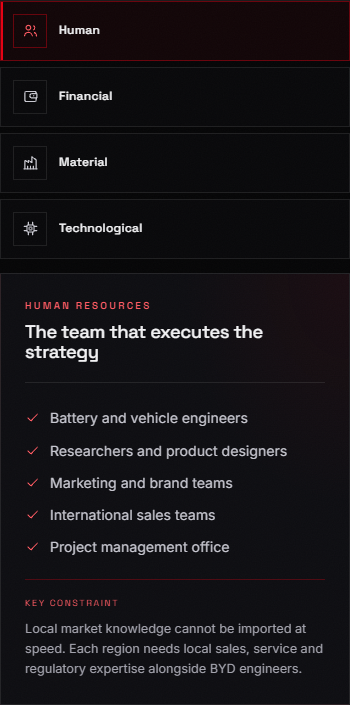 Human
Financial
Material
Technological
HUMAN RESOURCES
The team that executes the
strategy
Battery and vehicle engineers
Researchers and product designers
Marketing and brand teams
International sales teams
Project management office
KEY CONSTRAINT
Local market knowledge cannot be imported at
speed. Each region needs local sales, service and
regulatory expertise alongside BYD engineers.